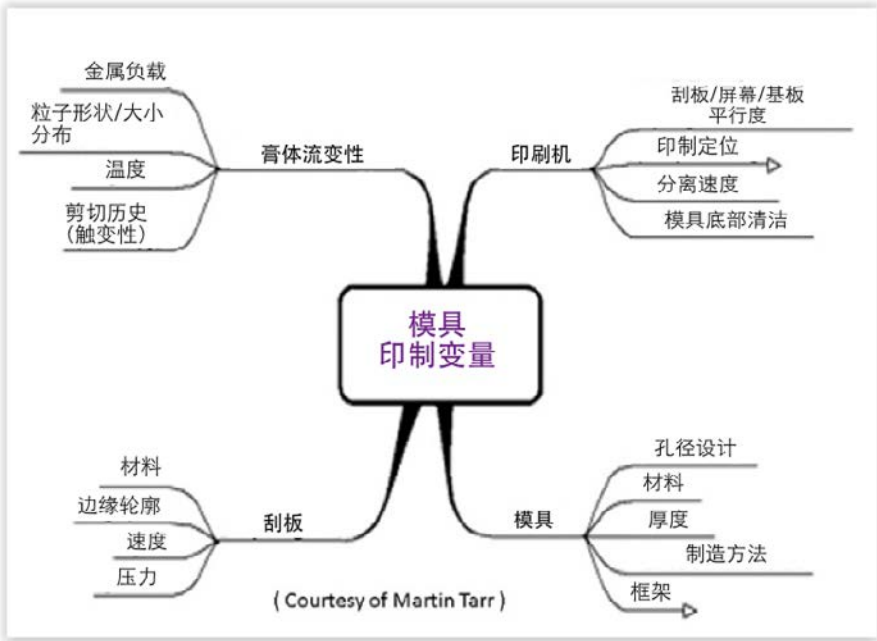 金属负载
粒子形状/大小
分布
温度
剪切历史
(触变性)
膏体流变性
印刷机
刮板/屏幕/基板
平行度
印制定位
分离速度
模具底部清洁
模具
印制变量
材料
边缘轮廓
速度
压力
刮板
模具
孔径设计
材料
厚度
制造方法
框架
( Courtesy of Martin Tarr )